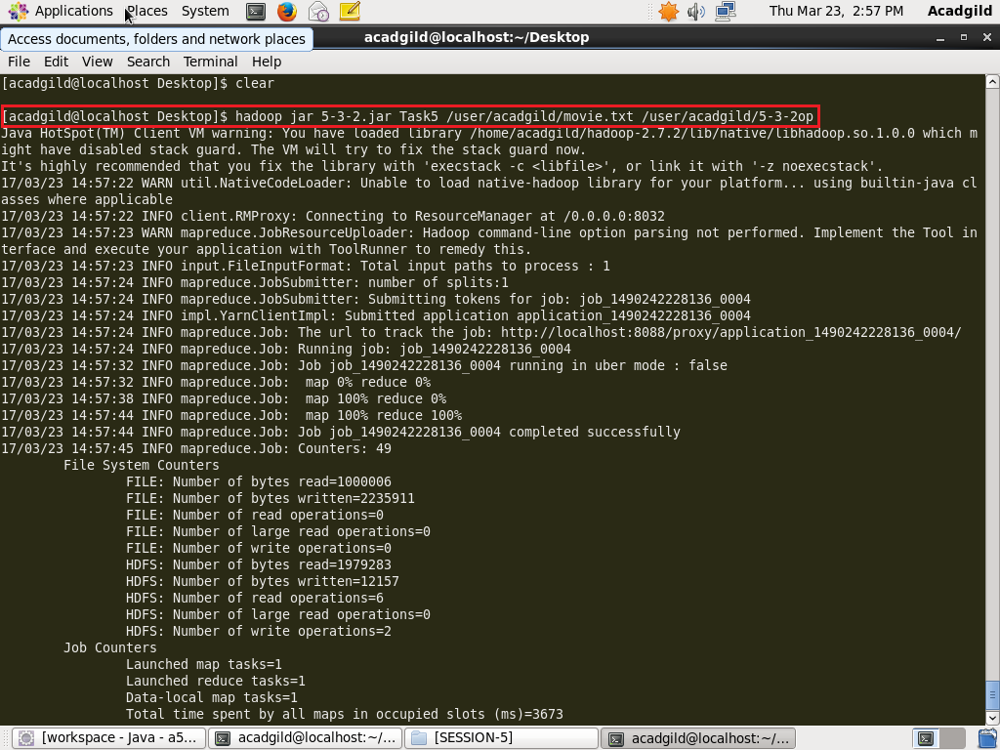 Applications Places System Thu Mar 23, 2:57 PM Acadgild
Access documents, folders and network places
acadgild@localhost:~/Desktop
File Edit View Search Terminal Help
[acadgild@localhost Desktop]$ clear
[acadgild@localhost Desktop]$ hadoop jar 5-3-2.jar Task5 /user/acadgild/movie.txt /user/acadgild/5-3-2op
Java HotSpot(TM) Client VM warning: You have loaded library /home/acadgild/hadoop-2.7.2/lib/native/libhadoop.so.1.0.0 which m
ight have disabled stack guard. The VM will try to fix the stack guard now.
It's highly recommended that you fix the library with 'execstack -c <libfile>', or link it with '-z noexecstack'.
17/03/23 14:57:22 WARN util.NativeCodeLoader: Unable to load native-hadoop library for your platform... using builtin-java cl
asses where applicable
17/03/23 14:57:22 INFO client.RMProxy: Connecting to ResourceManager at /0.0.0.0:8032
17/03/23 14:57:23 WARN mapreduce.JobResourceUploader: Hadoop command-line option parsing not performed. Implement the Tool in
terface and execute your application with ToolRunner to remedy this.
17/03/23 14:57:23 INFO input.FileInputFormat: Total input paths to process : 1
17/03/23 14:57:24 INFO mapreduce.JobSubmitter: number of splits:1
17/03/23 14:57:24 INFO mapreduce.JobSubmitter: Submitting tokens for job: job_1490242228136_0004
17/03/23 14:57:24 INFO impl.YarnClientImpl: Submitted application application_1490242228136_0004
17/03/23 14:57:24 INFO mapreduce.Job: The url to track the job: http://localhost:8088/proxy/application_1490242228136_0004/
17/03/23 14:57:24 INFO mapreduce.Job: Running job: job_1490242228136_0004
17/03/23 14:57:32 INFO mapreduce.Job: Job job_1490242228136_0004 running in uber mode : false
17/03/23 14:57:32 INFO mapreduce.Job:  map 0% reduce 0%
17/03/23 14:57:38 INFO mapreduce.Job:  map 100% reduce 0%
17/03/23 14:57:44 INFO mapreduce.Job:  map 100% reduce 100%
17/03/23 14:57:44 INFO mapreduce.Job: Job job_1490242228136_0004 completed successfully
17/03/23 14:57:45 INFO mapreduce.Job: Counters: 49
File System Counters
FILE: Number of bytes read=1000006
FILE: Number of bytes written=2235911
FILE: Number of read operations=0
FILE: Number of large read operations=0
FILE: Number of write operations=0
HDFS: Number of bytes read=1979283
HDFS: Number of bytes written=12157
HDFS: Number of read operations=6
HDFS: Number of large read operations=0
HDFS: Number of write operations=2
Job Counters
Launched map tasks=1
Launched reduce tasks=1
Data-local map tasks=1
Total time spent by all maps in occupied slots (ms)=3673
[workspace - Java - a5... acadgild@localhost:~/... [SESSION-5] acadgild@localhost:~/...